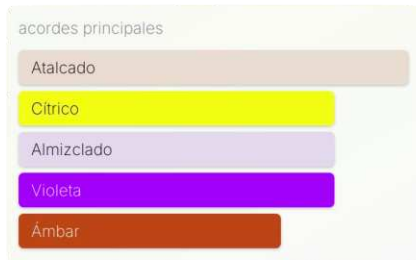 acordes principales
Atalcado
Cítrico
Almizclado
Violeta
Ámbar